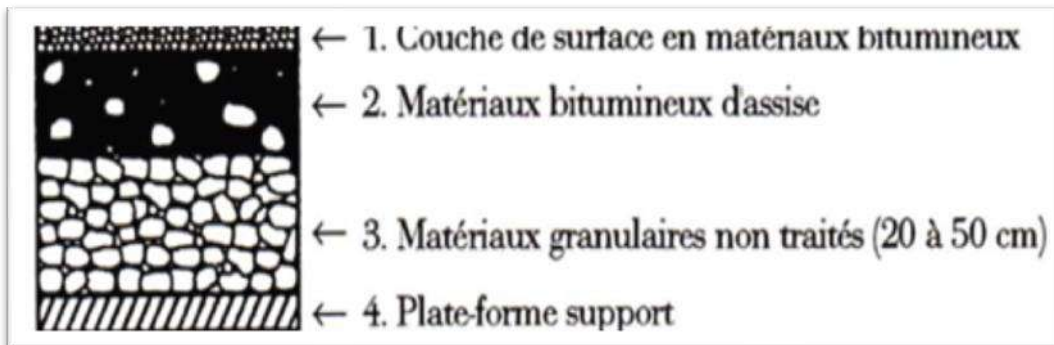 ← 1. Couche de surface en matériaux bitumineux
← 2. Matériaux bitumineux d'assise
← 3. Matériaux granulaires non traités (20 à 50 cm)
← 4. Plate-forme support